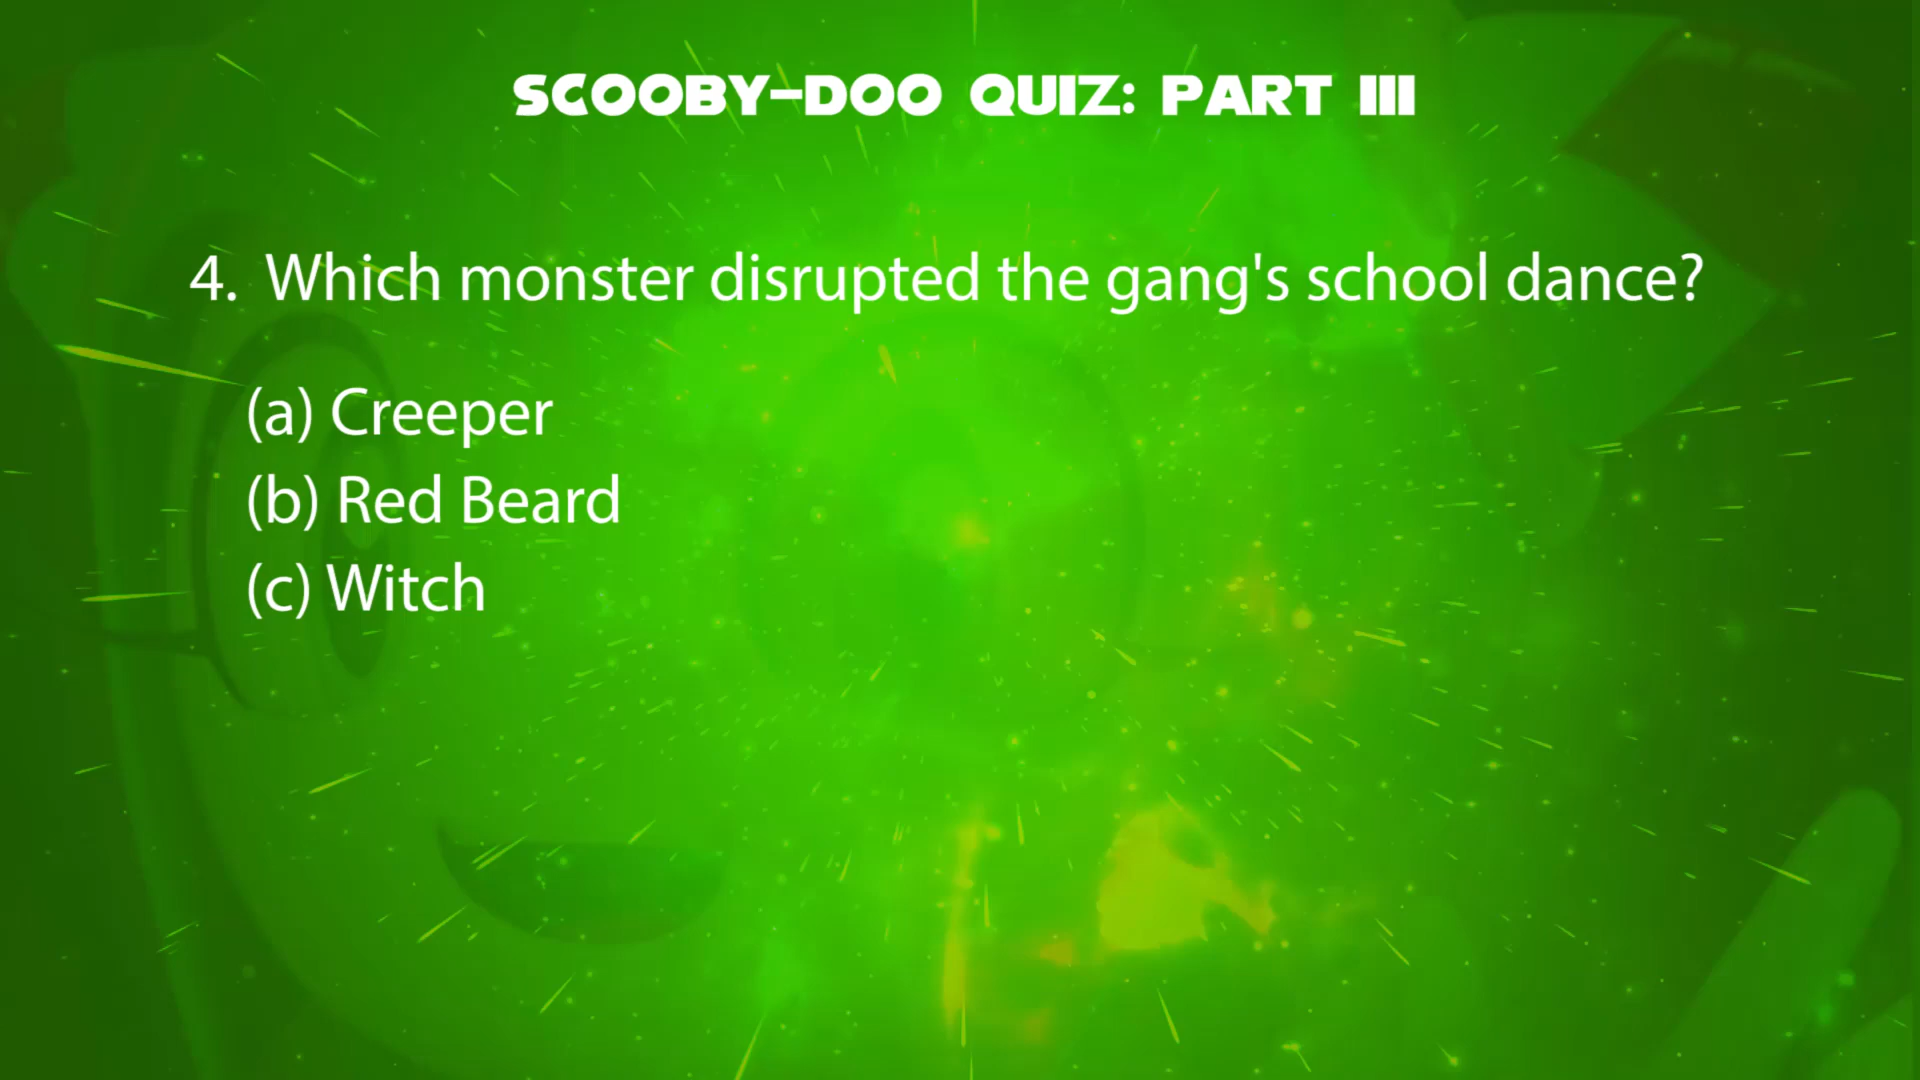 SCOOBY-DOO QUIZ: PART III
4. Which monster disrupted the gang's school dance?
(a) Creeper
(b) Red Beard
(c) Witch